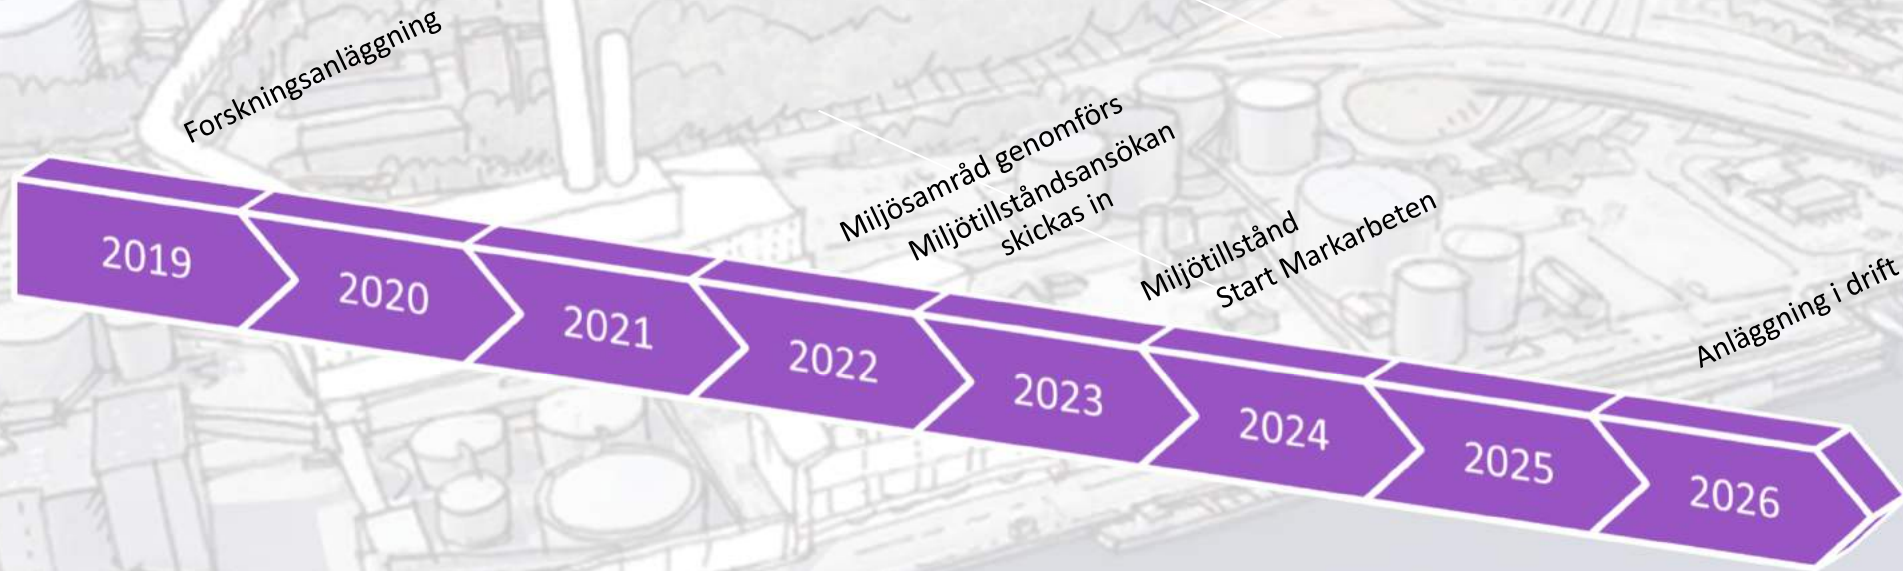 Forskningsanläggning
Miljösamråd genomförs
Miljötillståndsansökan
skickas in
Miljötillstånd
Start Markarbeten
Anläggning i drift
2019
2020
2021
2022
2023
2024
2025
2026